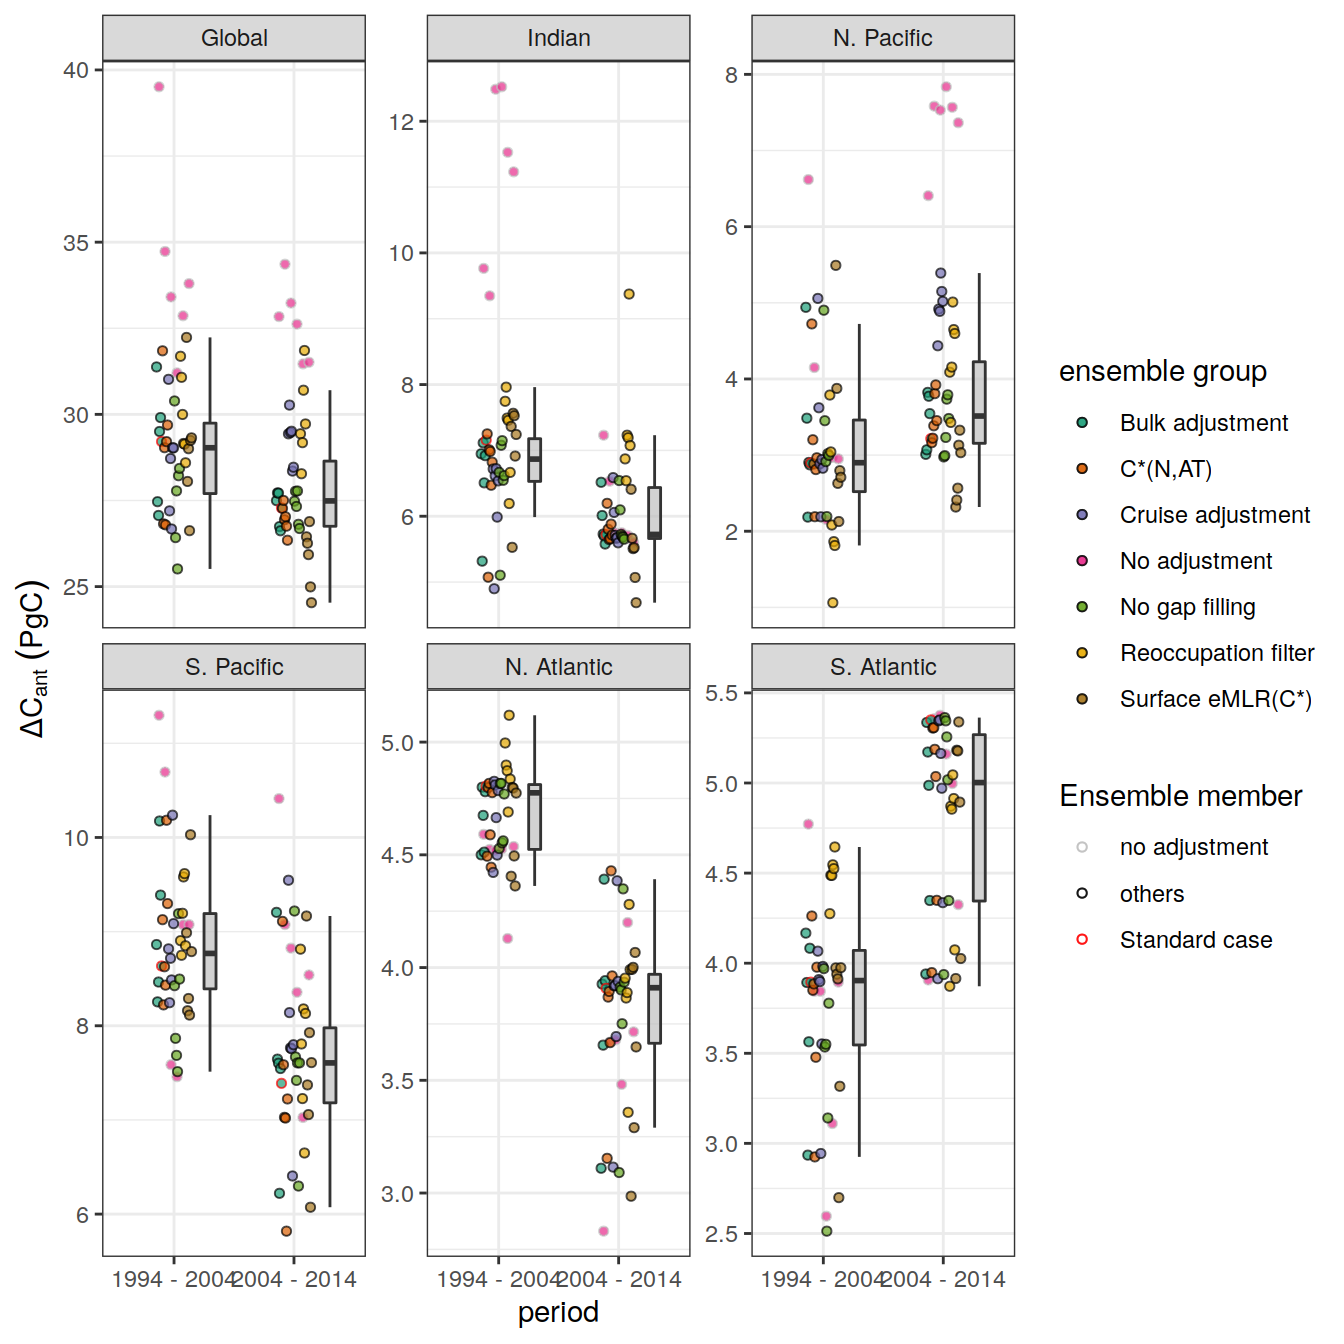 Global
Indian
N. Pacific
40
35
30
25
12
10
8
6
8
6
4
2
S. Pacific
N. Atlantic
S. Atlantic
10
8
6
5.0
4.5
4.0
3.5
3.0
5.5
5.0
4.5
4.0
3.5
3.0
2.5
1994 - 2004
2004 - 2014
1994 - 2004
2004 - 2014
1994 - 2004
2004 - 2014
period
ΔCant (PgC)
ensemble group
Bulk adjustment
C*(N,AT)
Cruise adjustment
No adjustment
No gap filling
Reoccupation filter
Surface eMLR(C*)
Ensemble member
no adjustment
others
Standard case